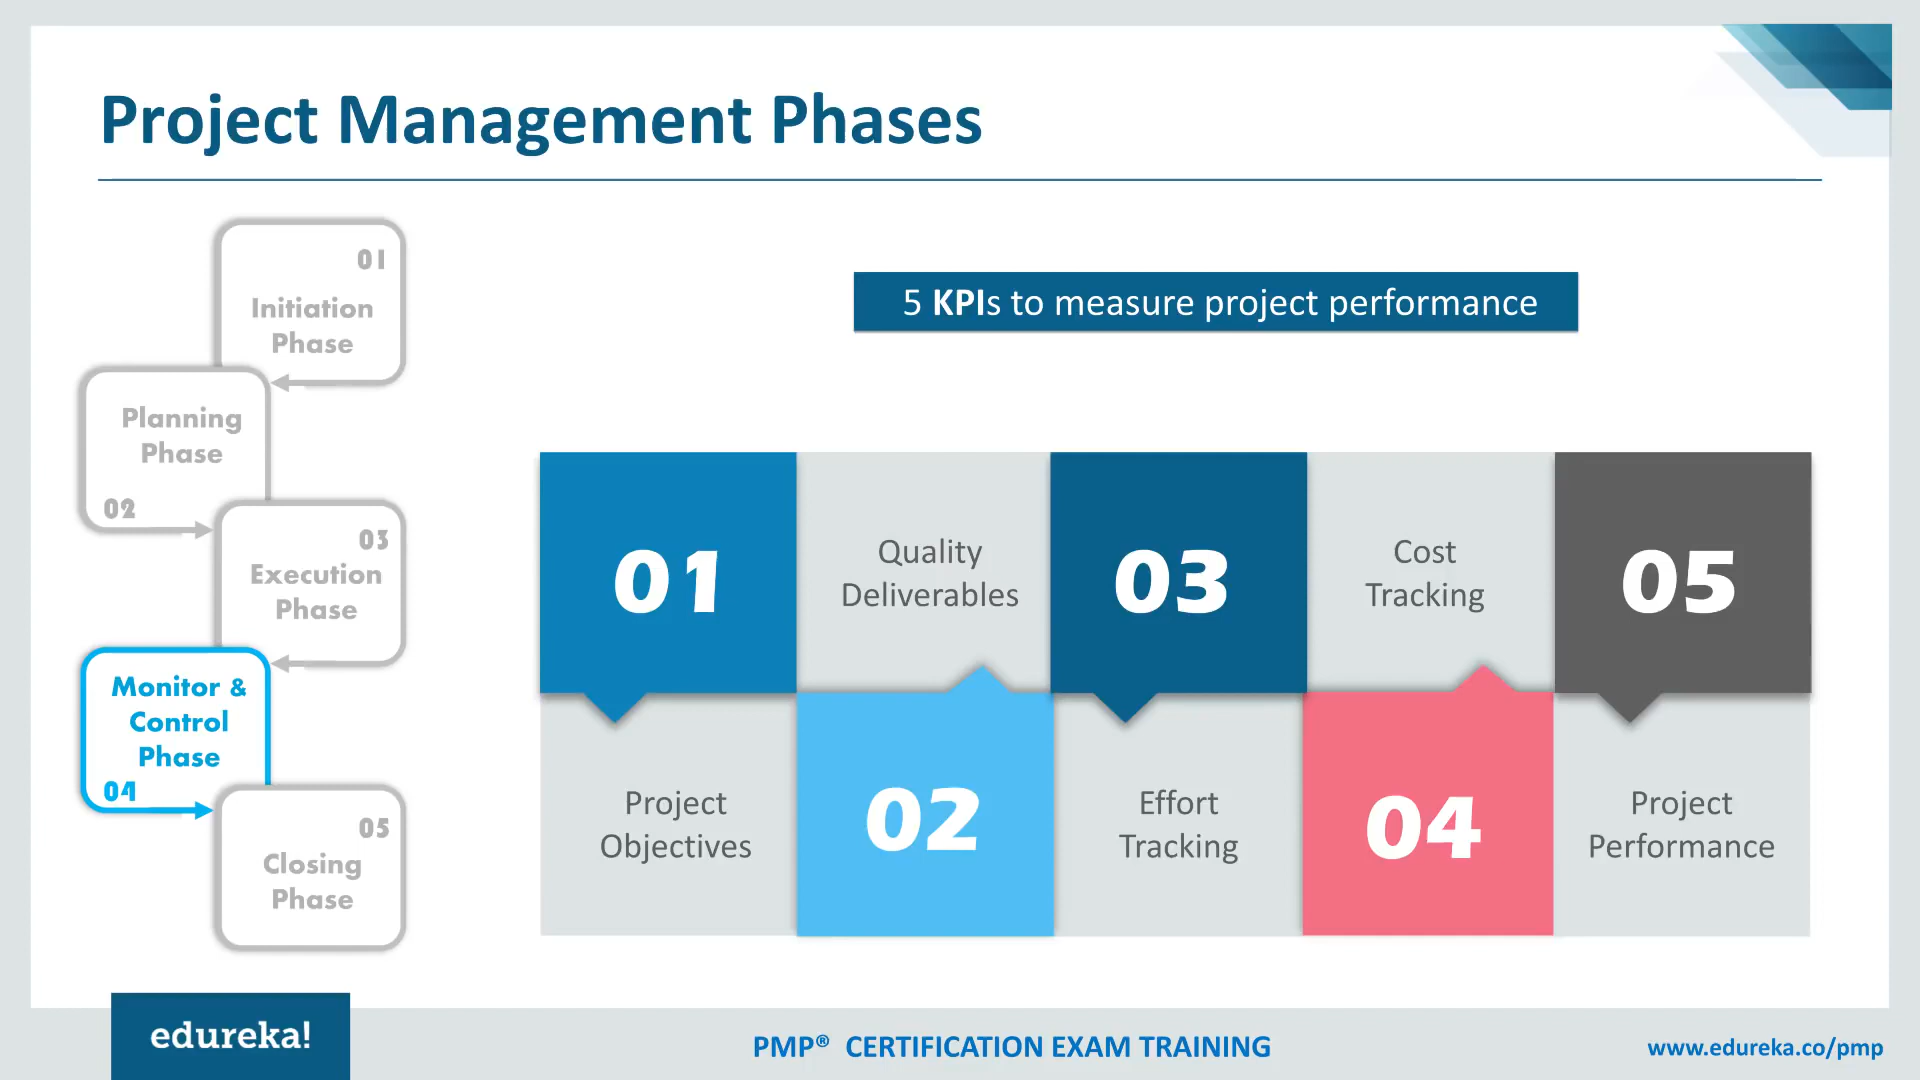 Project Management Phases
01
Initiation
Phase
Planning
Phase
02
03
Execution
Phase
Monitor &
Control
Phase
04
05
Closing
Phase
5 KPIs to measure project performance
01
Project
Objectives
Quality
Deliverables
02
03
Effort
Tracking
Cost
Tracking
04
05
Project
Performance
edureka!
PMP® CERTIFICATION EXAM TRAINING
www.edureka.co/pmp